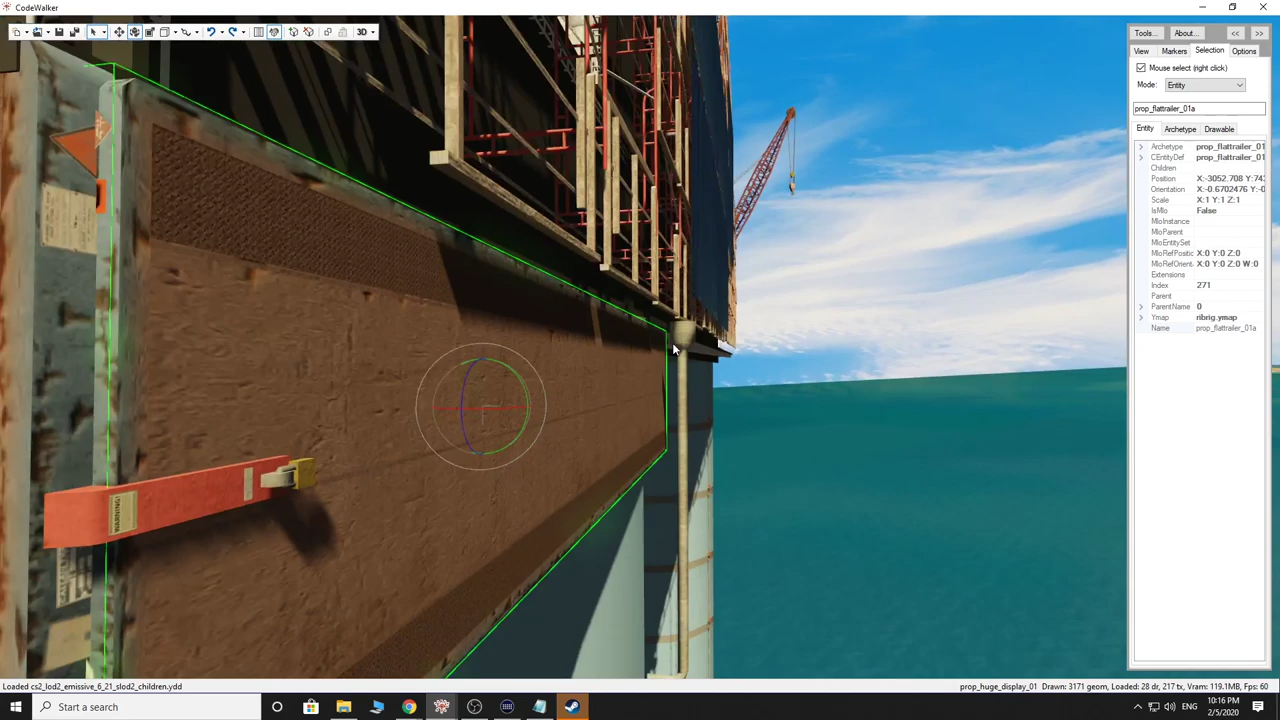 CodeWalker
3D
Tools...
About...
<<
>>
View
Markers
Selection
Options
Mouse select (right click)
Mode:
Entity
prop_flattrailer_01a
Entity
Archetype
Drawable
Archetype prop_flattrailer_01
CEntityDef prop_flattrailer_01
Children
Position X:-3052.708 Y:74
Orientation X:-0.6702476 Y:-0
Scale X:1 Y:1 Z:1
IsMlo False
MloInstance
MloParent
MloEntitySet
MloRefPositic X:0 Y:0 Z:0
MloRefOrient X:0 Y:0 Z:0 W:0
Extensions
Index 271
Parent
ParentName 0
Ymap ribrig.ymap
Name prop_flattrailer_01a
WARNING!
Loaded cs2_lod2_emissive_6_21_slod2_children.ydd
prop_huge_display_01 Drawn: 3171 geom, Loaded: 28 dr, 217 tx, Vram: 119.1MB, Fps: 60
Start a search
ENG
10:16 PM
2/5/2020